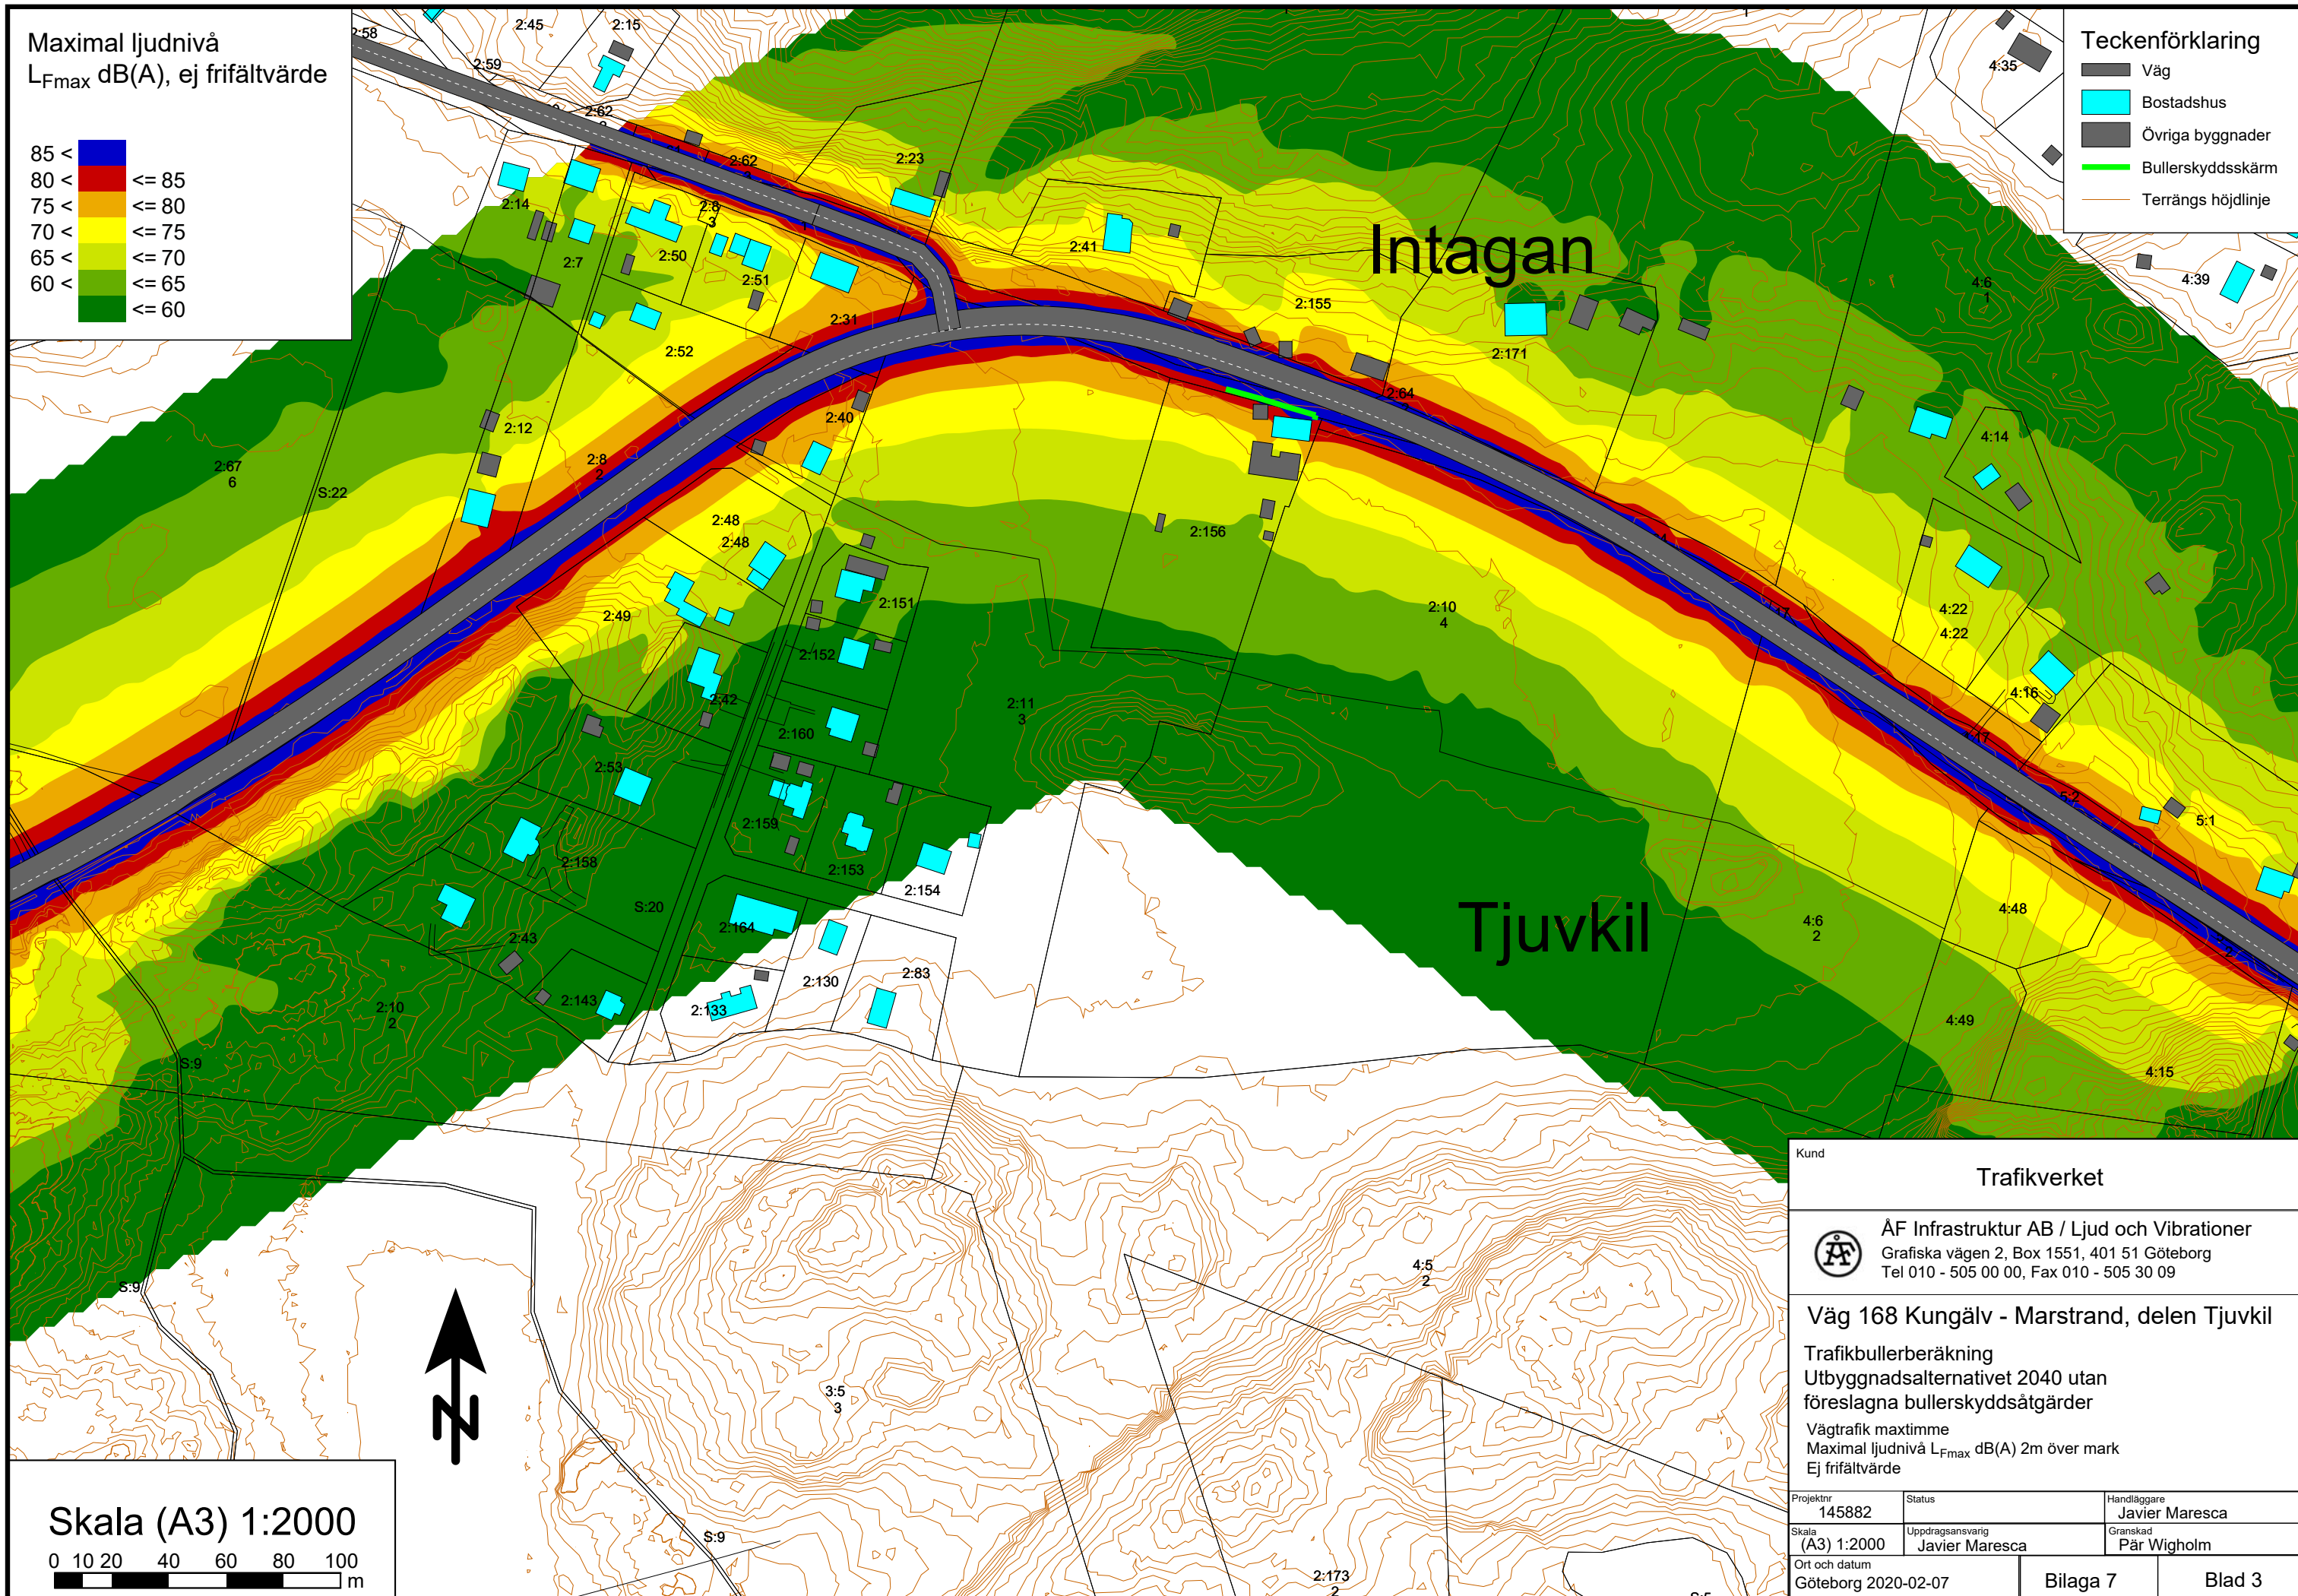 Maximal ljudnivå
LFmax dB(A), ej frifältvärde
85 <
80 < <= 85
75 < <= 80
70 < <= 75
65 < <= 70
60 < <= 65
<= 60
Teckenförklaring
Väg
Bostadshus
Övriga byggnader
Bullerskyddsskärm
Terrängs höjdlinje
2:58
2:45
2:15
2:59
2:62
2:62
2:23
2:14
2:8
3
2:7
2:50
2:51
2:41
Intagan
2:155
2:31
2:52
2:171
4:35
4:6
1
4:39
2:64
2:40
2:12
2:8
2
2:67
6
S:22
4:14
2:48
2:48
2:156
2:49
2:151
2:10
4
4:22
4:22
2:152
2:42
2:11
3
4:16
2:160
2:53
2:159
5:2
5:1
2:158
2:153
2:154
S:20
2:164
Tjuvkil
4:6
2
4:48
2:43
2:130
2:83
2:143
2:133
2:10
2
4:49
S:9
4:15
S:9
4:5
2
3:5
3
S:9
2:173
2
N
Skala (A3) 1:2000
0 10 20 40 60 80 100
m
Kund
Trafikverket
ÅF
ÅF Infrastruktur AB / Ljud och Vibrationer
Grafiska vägen 2, Box 1551, 401 51 Göteborg
Tel 010 - 505 00 00, Fax 010 - 505 30 09
Väg 168 Kungälv - Marstrand, delen Tjuvkil
Trafikbullerberäkning
Utbyggnadsalternativet 2040 utan
föreslagna bullerskyddsåtgärder
Vägtrafik maxtimme
Maximal ljudnivå LFmax dB(A) 2m över mark
Ej frifältvärde
Projektnr
145882
Status
Handläggare
Javier Maresca
Skala
(A3) 1:2000
Uppdragsansvarig
Javier Maresca
Granskad
Pär Wigholm
Ort och datum
Göteborg 2020-02-07
Bilaga 7
Blad 3